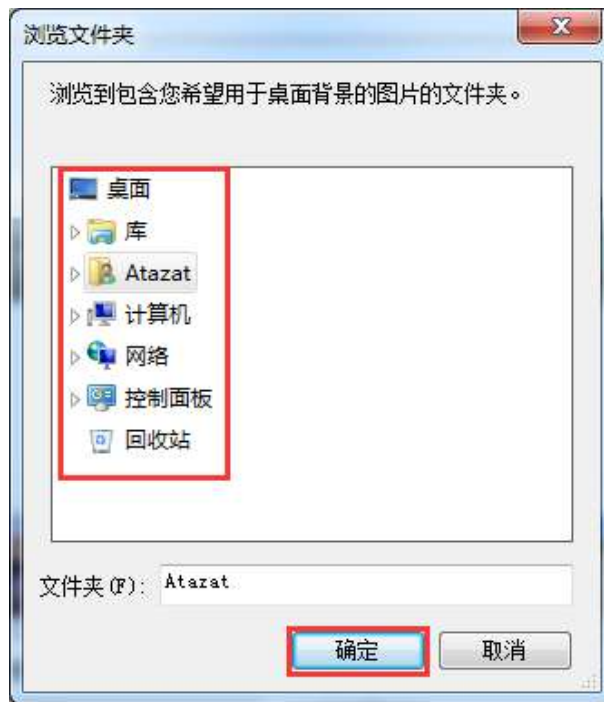 浏览文件夹
浏览到包含您希望用于桌面背景的图片的文件夹。
桌面
库
Atazat
计算机
网络
控制面板
回收站
文件夹(F): Atazat
确定 取消